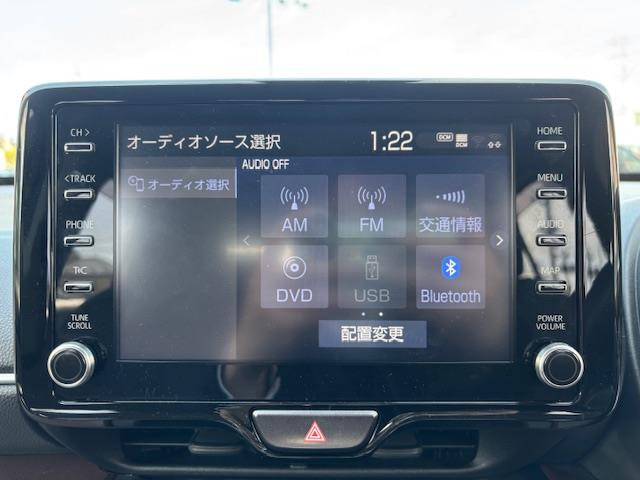 CH >
< TRACK
PHONE
T∧C
TUNE
SCROLL
オーディオソース選択
1:22
DCM
DCM
AUDIO OFF
オーディオ選択
AM
FM
交通情報
DVD
USB
Bluetooth
配置変更
HOME
MENU
AUDIO
MAP
POWER
VOLUME